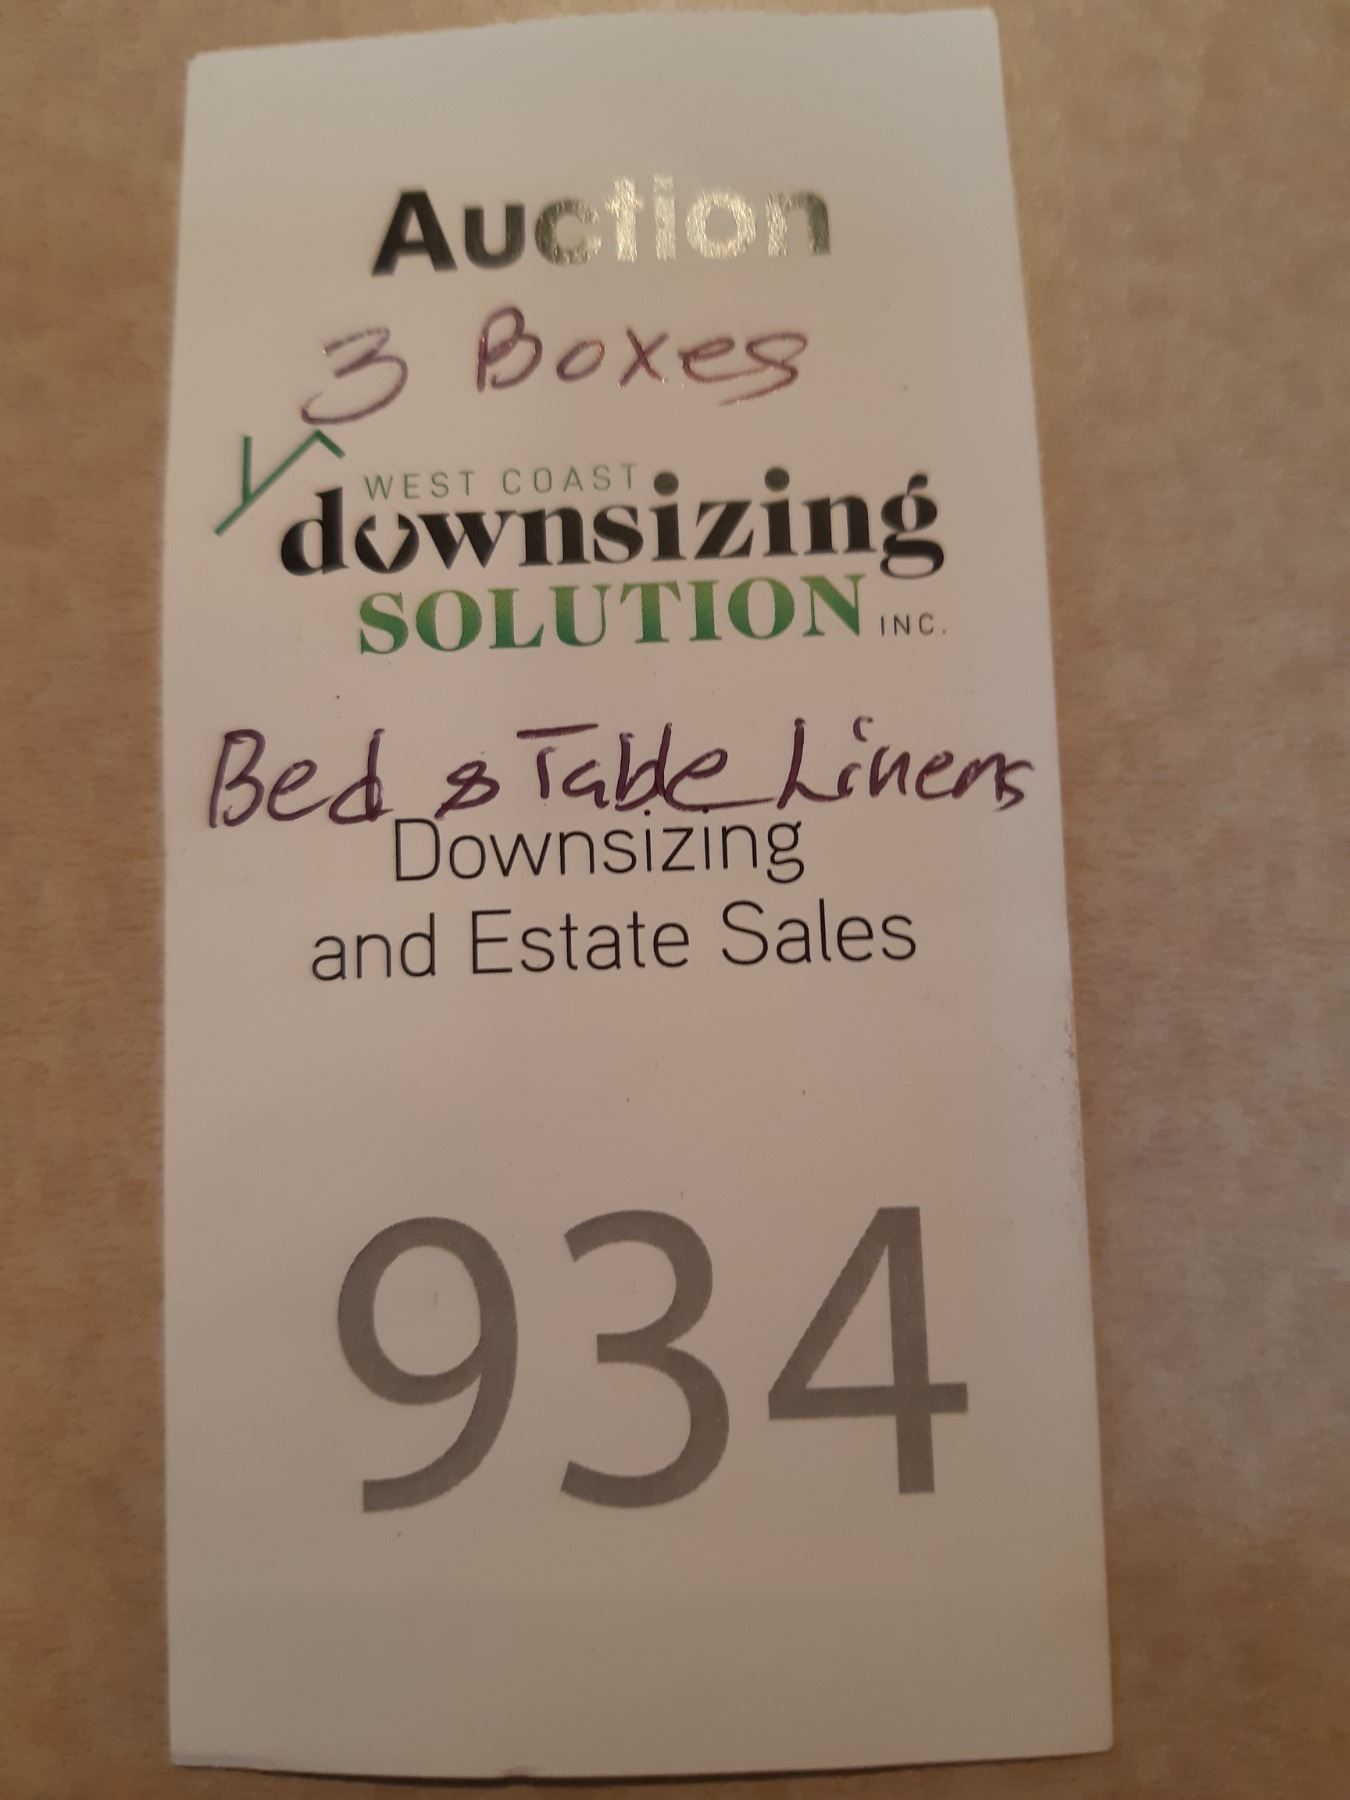 Auction
3 Boxes
WEST COAST
downsizing
SOLUTION INC.
Bed & Table Linens
Downsizing
and Estate Sales
934